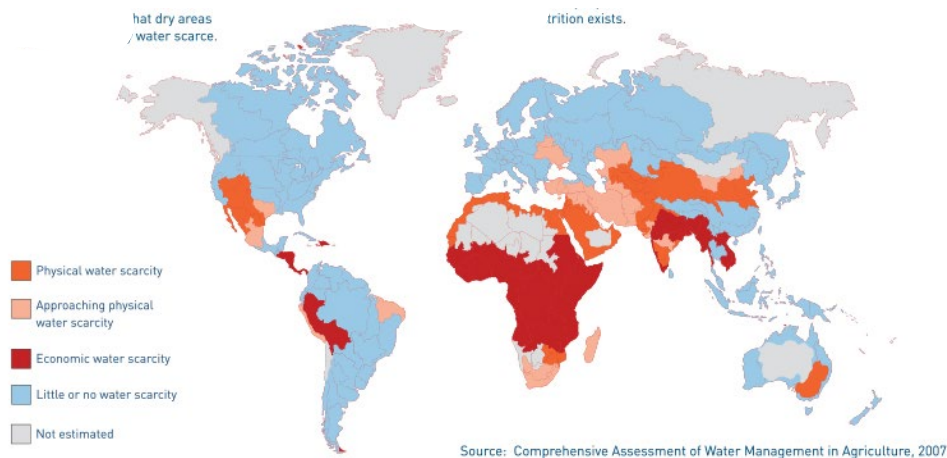 hat dry areas
water scarce.
trition exists.
Physical water scarcity
Approaching physical
water scarcity
Economic water scarcity
Little or no water scarcity
Not estimated
Source: Comprehensive Assessment of Water Management in Agriculture, 2007